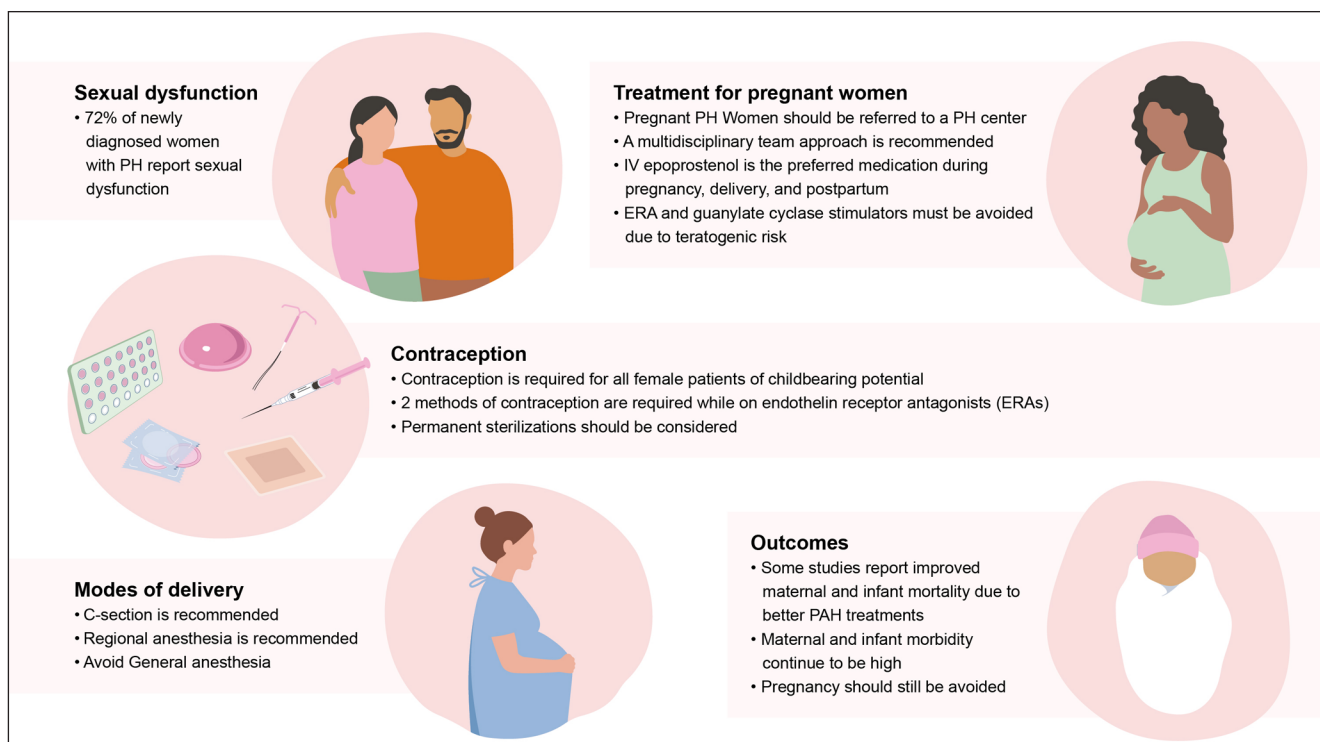 Sexual dysfunction
• 72% of newly
diagnosed women
with PH report sexual
dysfunction
Treatment for pregnant women
• Pregnant PH Women should be referred to a PH center
• A multidisciplinary team approach is recommended
• IV epoprostenol is the preferred medication during
pregnancy, delivery, and postpartum
• ERA and guanylate cyclase stimulators must be avoided
due to teratogenic risk
Contraception
• Contraception is required for all female patients of childbearing potential
• 2 methods of contraception are required while on endothelin receptor antagonists (ERAs)
• Permanent sterilizations should be considered
Modes of delivery
• C-section is recommended
• Regional anesthesia is recommended
• Avoid General anesthesia
Outcomes
• Some studies report improved
maternal and infant mortality due to
better PAH treatments
• Maternal and infant morbidity
continue to be high
• Pregnancy should still be avoided